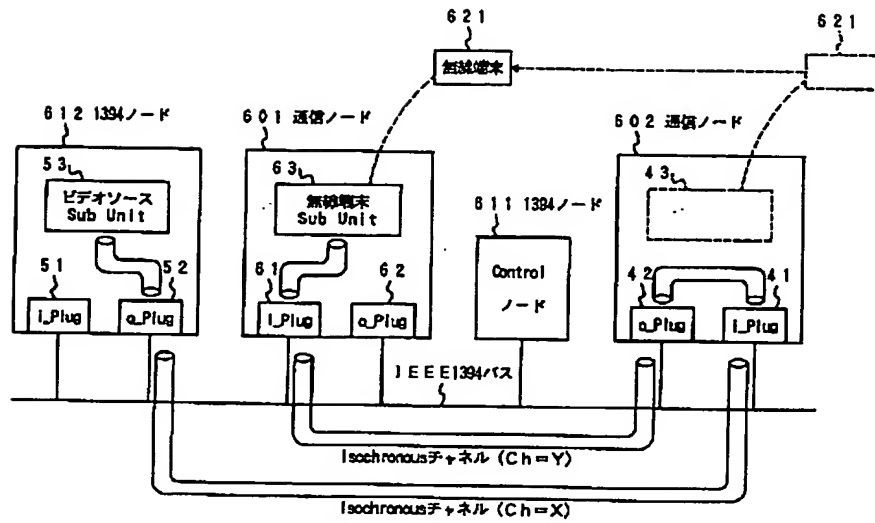 621
621
無線端末
612 1394ノード
601 通信ノード
602 通信ノード
53
63
43
ビデオソース
Sub Unit
無線端末
Sub Unit
611 1394ノード
51
52
61
62
42
41
Control
ノード
i_Plug
o_Plug
i_Plug
o_Plug
o_Plug
i_Plug
IEEE1394バス
Isochronousチャネル (Ch=Y)
Isochronousチャネル (Ch=X)